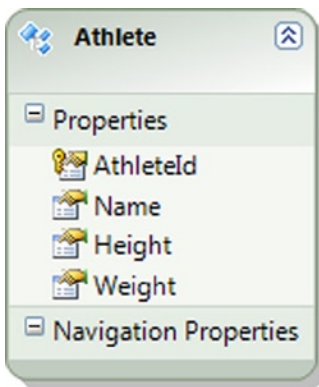 Athlete
Properties
AthleteId
Name
Height
Weight
Navigation Properties